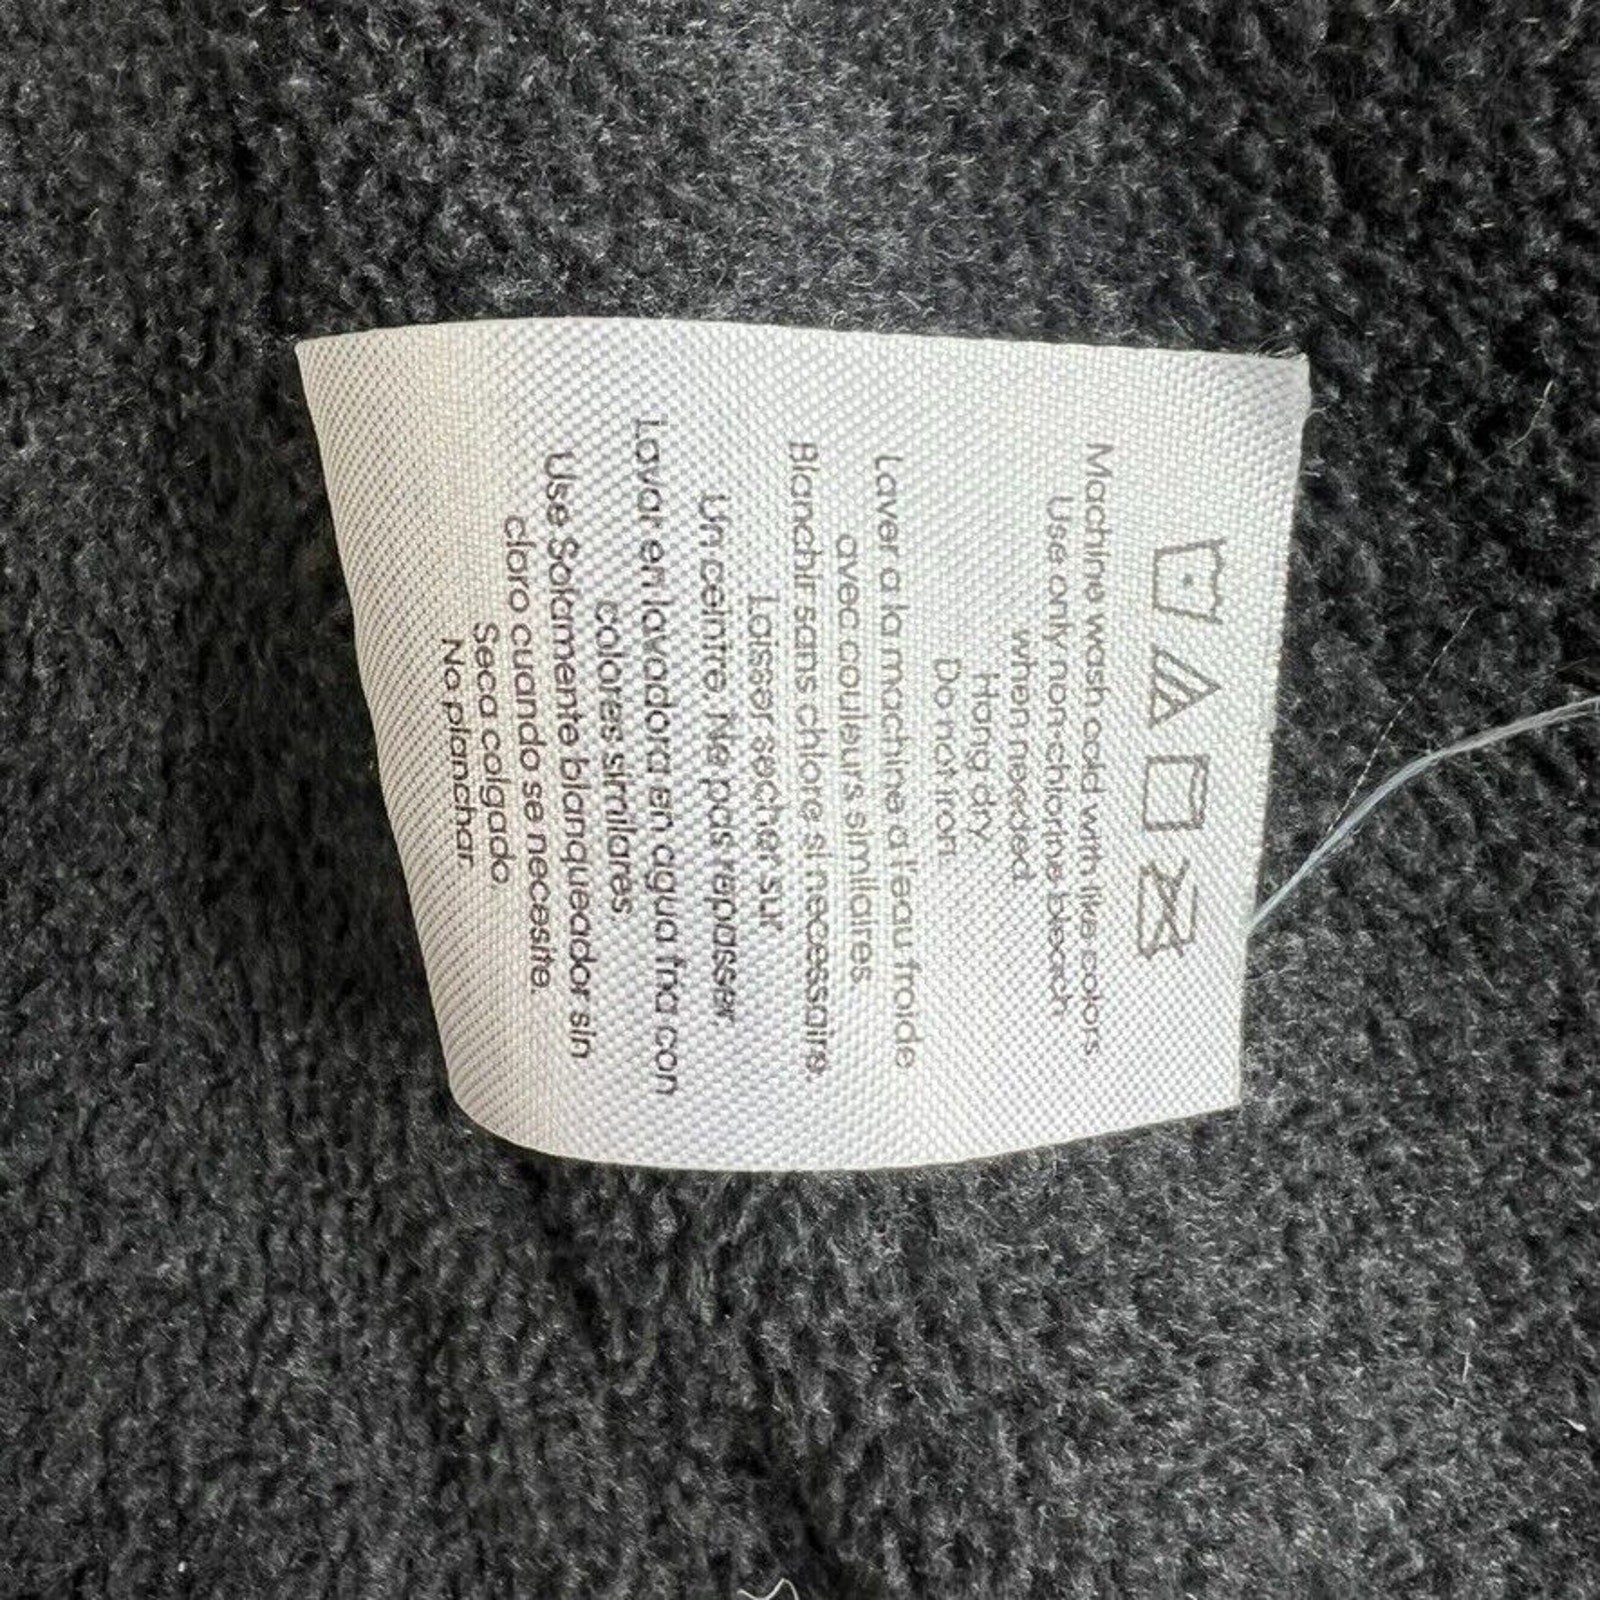 Machine wash cold with like colors
Use only non-chlorine bleach
when needed.
Hang dry.
Do not iron.
Laver a la machine a l'eau froide
avec couleurs similaires.
Blanchir sans chlore si necessaire.
Laisser secher sur
Un ceintre. Ne pas repasser.
Lavar en lavadora en agua fria con
colores similares.
Use Solamente blanqueador sin
cloro cuando se necesite.
Seca colgado.
No planchar.